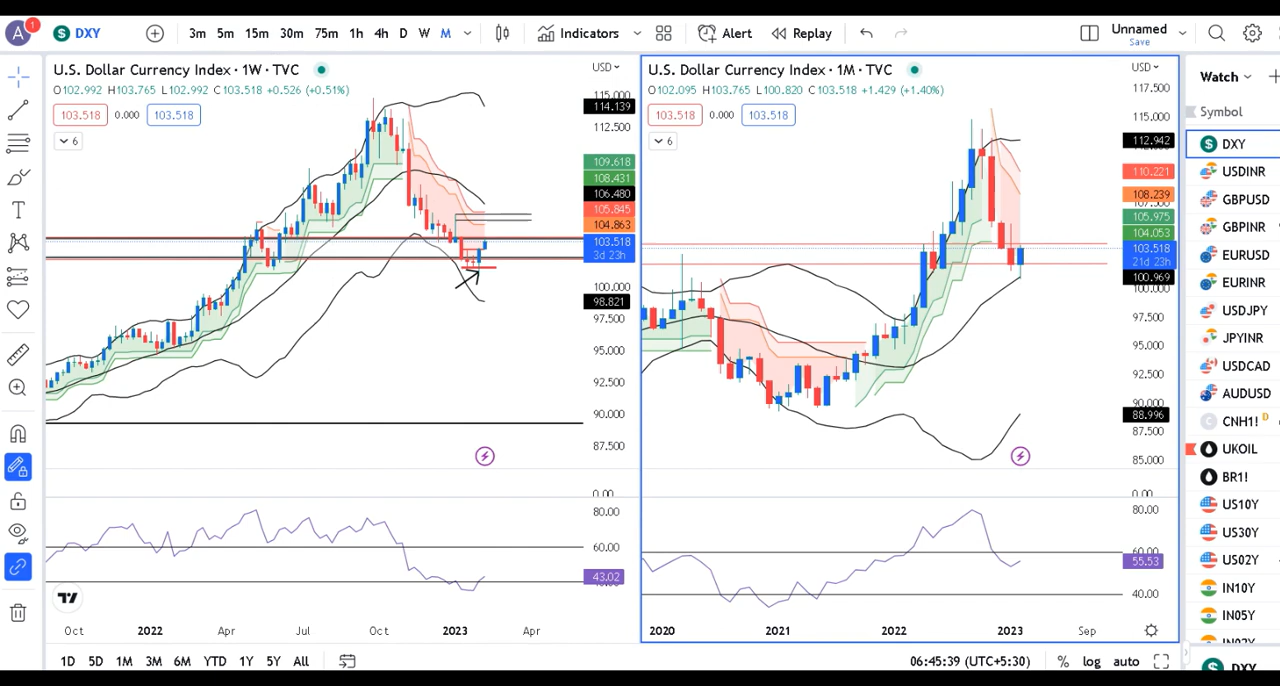 A 1 $ DXY 3m 5m 15m 30m 75m 1h 4h D W M Indicators Alert Replay Unnamed Save
U.S. Dollar Currency Index · 1W · TVC USD
O102.992 H103.765 L102.992 C103.518 +0.526 (+0.51%)
103.518 0.000 103.518
6
115.000
114.139
112.500
109.618
108.431
106.480
105.845
104.863
103.518
3d 23h
100.000
98.821
97.500
95.000
92.500
90.000
87.500
0.00
80.00
60.00
43.02
Oct 2022 Apr Jul Oct 2023 Apr
U.S. Dollar Currency Index · 1M · TVC USD
O102.095 H103.765 L100.820 C103.518 +1.429 (+1.40%)
103.518 0.000 103.518
6
117.500
115.000
112.942
110.221
108.239
105.975
104.053
103.518
21d 23h
100.969
100.000
97.500
95.000
92.500
90.000
88.996
87.500
85.000
0.00
80.00
60.00
55.53
40.00
2020 2021 2022 2023 Sep
Watch
Symbol
$ DXY
USDINR
GBPUSD
GBPINR
EURUSD
EURINR
USDJPY
JPYINR
USDCAD
AUDUSD
CNH1! D
UKOIL
BR1!
US10Y
US30Y
US02Y
IN10Y
IN05Y
DXY
1D 5D 1M 3M 6M YTD 1Y 5Y All 06:45:39 (UTC+5:30) % log auto